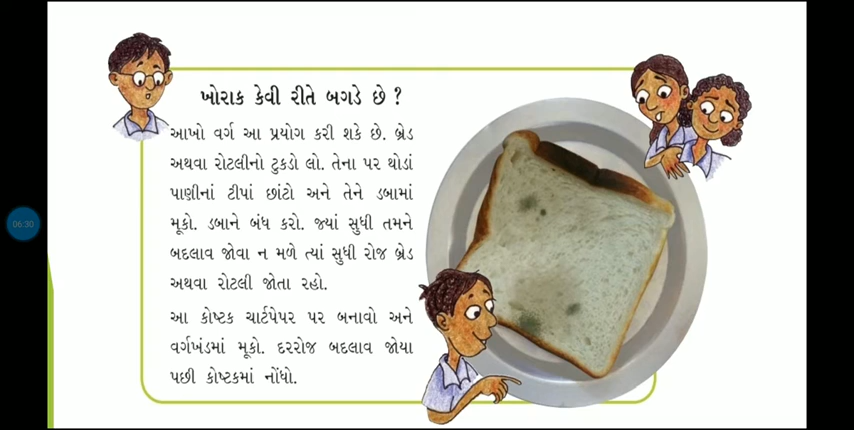 ખોરાક કેવી રીતે બગડે છે ?
આખો વર્ગ આ પ્રયોગ કરી શકે છે. બ્રેડ
અથવા રોટલીનો ટુકડો લો. તેના પર થોડાં
પાણીનાં ટીપાં છાંટો અને તેને ડબામાં
મૂકો. ડબાને બંધ કરો. જ્યાં સુધી તમને
બદલાવ જોવા ન મળે ત્યાં સુધી રોજ બ્રેડ
અથવા રોટલી જોતા રહો.
આ કોષ્ટક ચાર્ટપેપર પર બનાવો અને
વર્ગખંડમાં મૂકો. દરરોજ બદલાવ જોયા
પછી કોષ્ટકમાં નોંધો.
06:30